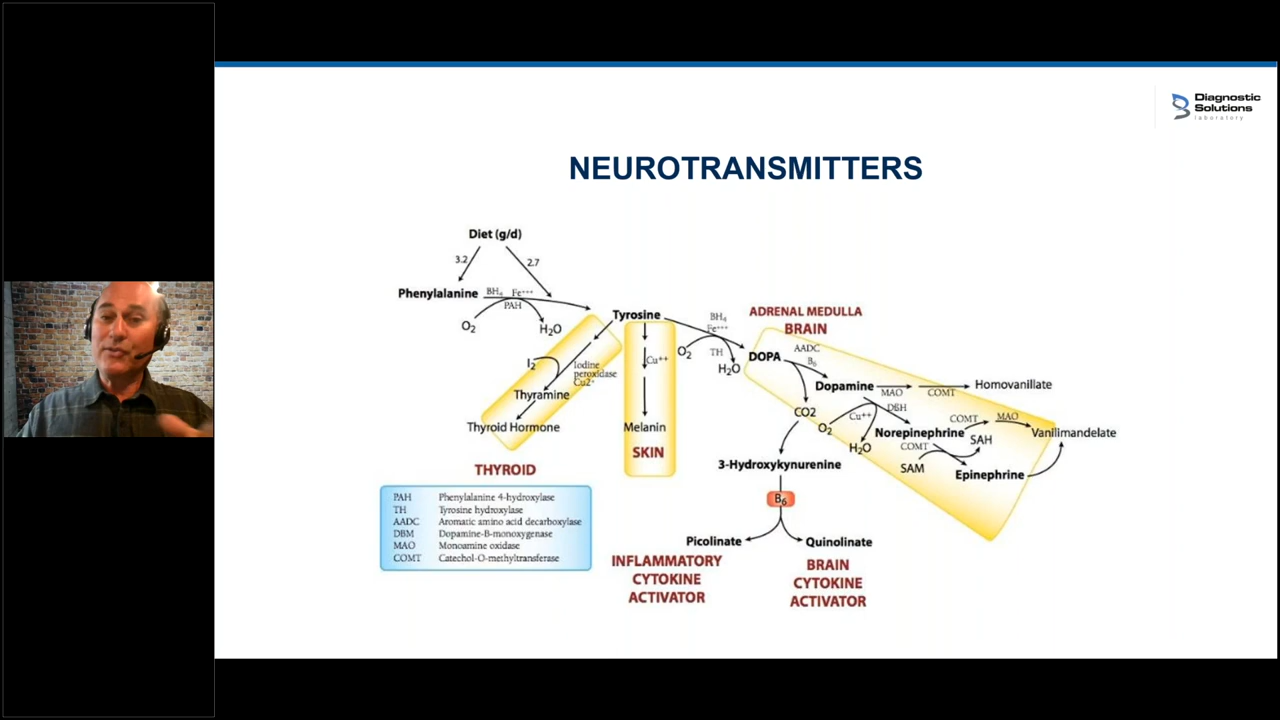 Diagnostic
Solutions
laboratory
NEUROTRANSMITTERS
Diet (g/d)
3.2
2.7
Phenylalanine
BH4 Fe+++
PAH
O2
H2O
Tyrosine
I2
Iodine
peroxidase
Cu2+
Thyramine
Thyroid Hormone
THYROID
Cu++
Melanin
SKIN
BH4
Fe+++
O2
TH
H2O
ADRENAL MEDULLA
BRAIN
DOPA
AADC
B6
Dopamine
MAO
COMT
Homovanillate
CO2
O2
Cu++
DBH
H2O
Norepinephrine
COMT
MAO
Vanilimandelate
SAH
COMT
SAM
Epinephrine
3-Hydroxykynurenine
B6
Picolinate
Quinolinate
INFLAMMATORY
CYTOKINE
ACTIVATOR
BRAIN
CYTOKINE
ACTIVATOR
PAH Phenylalanine 4-hydroxylase
TH Tyrosine hydroxylase
AADC Aromatic amino acid decarboxylase
DBM Dopamine-B-monoxygenase
MAO Monoamine oxidase
COMT Catechol-O-methyltransferase